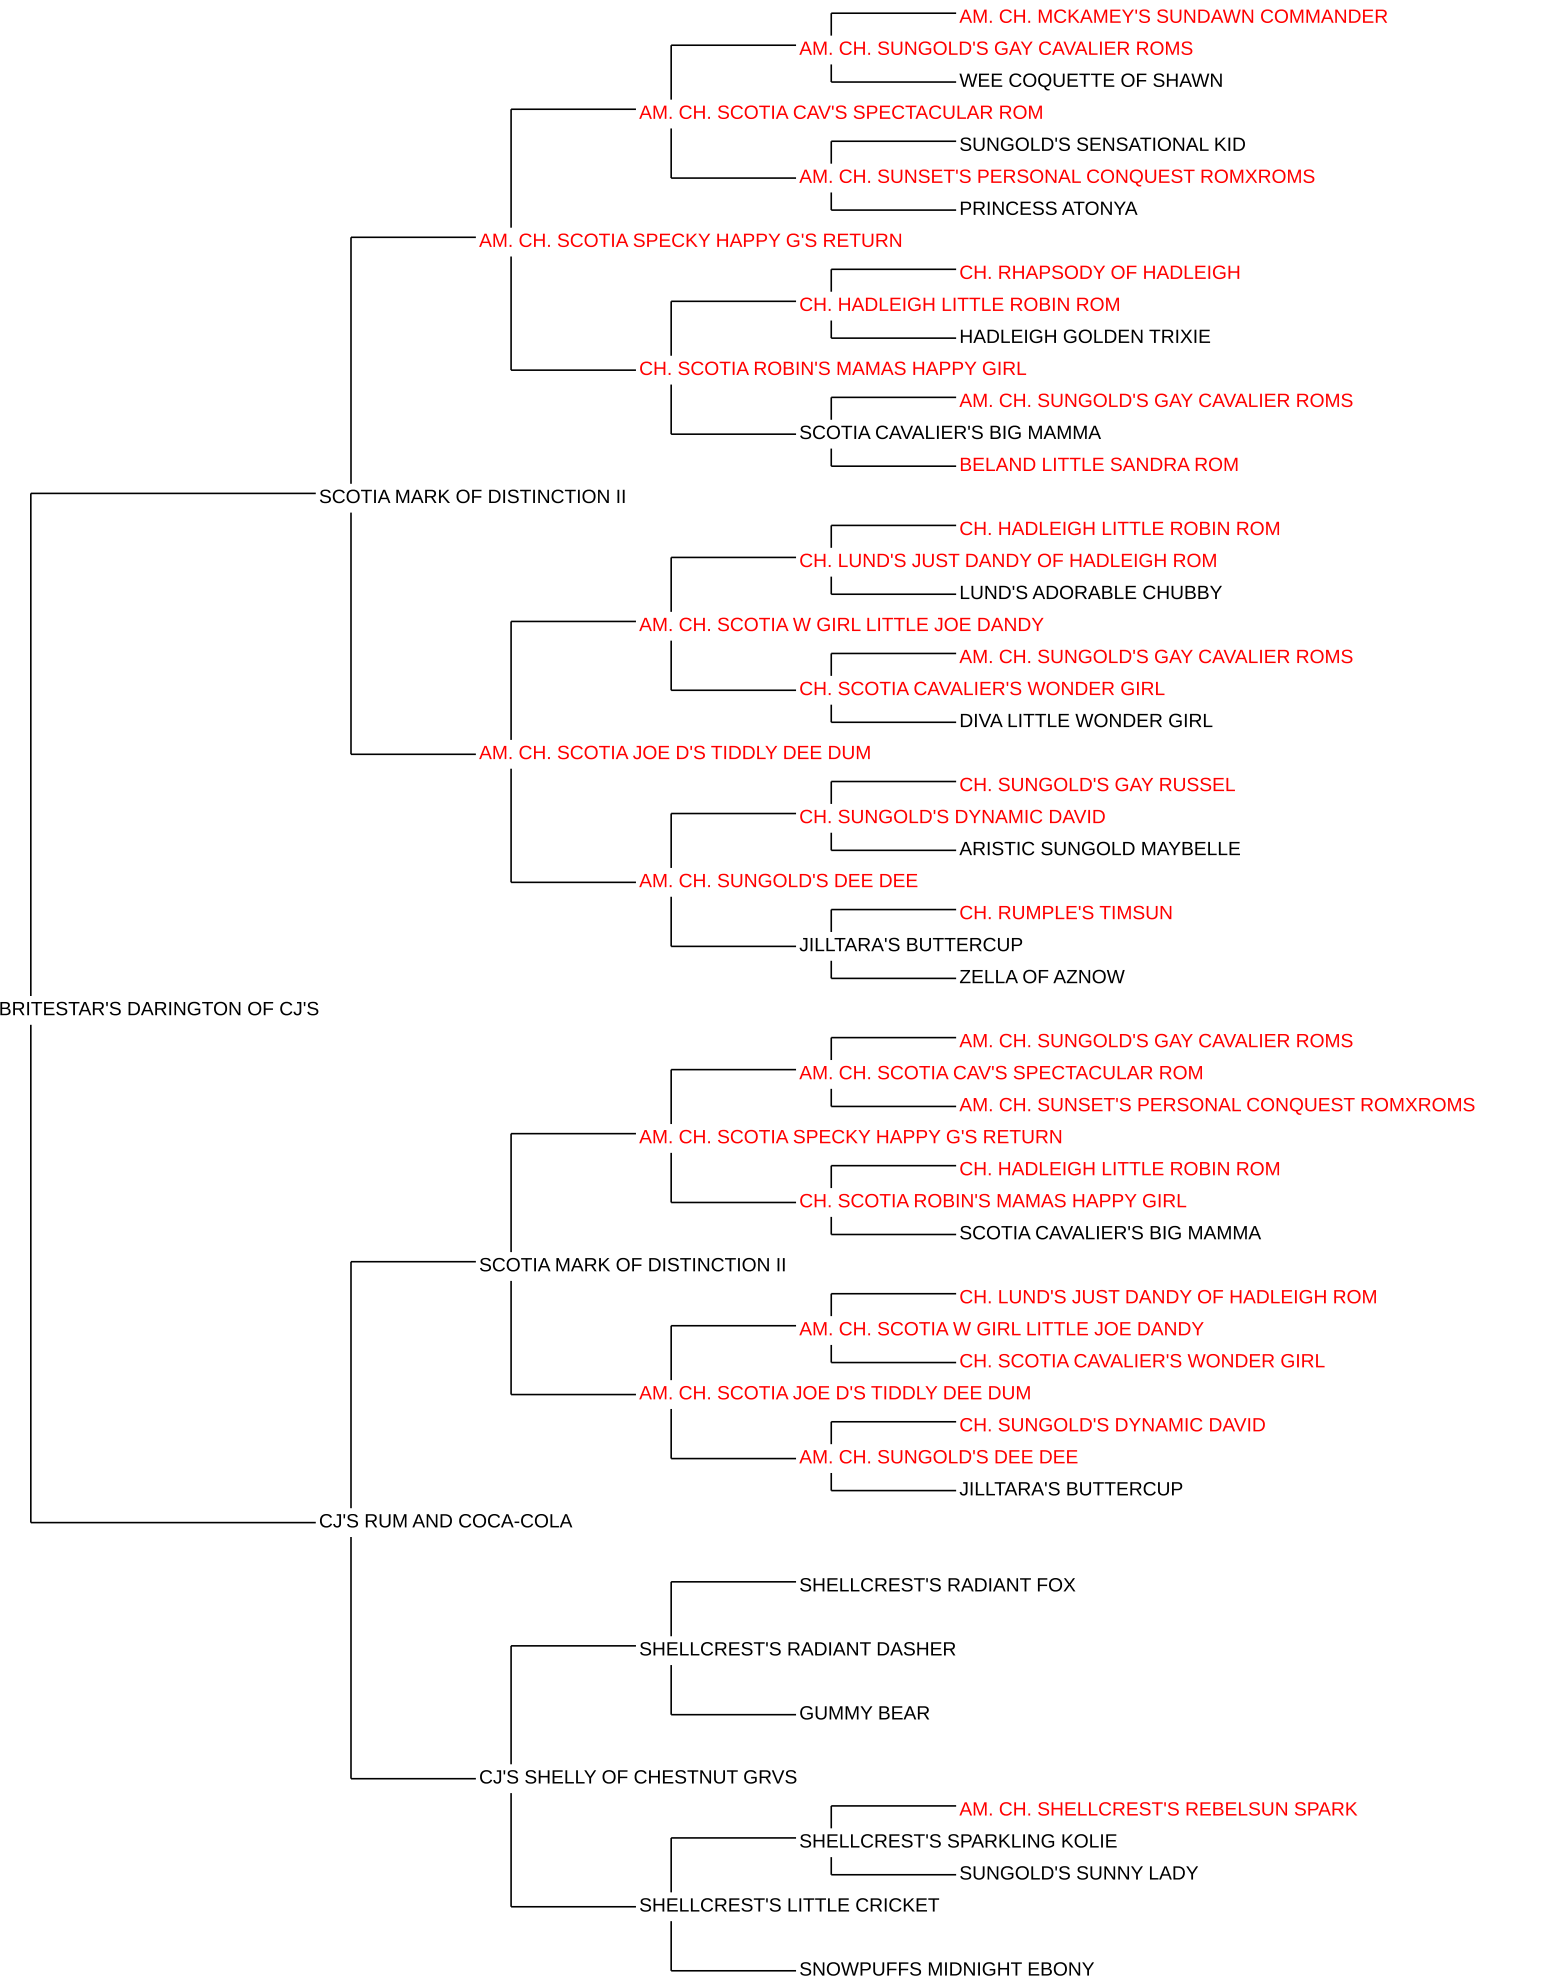 AM. CH. MCKAMEY'S SUNDAWN COMMANDER
AM. CH. SUNGOLD'S GAY CAVALIER ROMS
WEE COQUETTE OF SHAWN
AM. CH. SCOTIA CAV'S SPECTACULAR ROM
SUNGOLD'S SENSATIONAL KID
AM. CH. SUNSET'S PERSONAL CONQUEST ROMXROMS
PRINCESS ATONYA
AM. CH. SCOTIA SPECKY HAPPY G'S RETURN
CH. RHAPSODY OF HADLEIGH
CH. HADLEIGH LITTLE ROBIN ROM
HADLEIGH GOLDEN TRIXIE
CH. SCOTIA ROBIN'S MAMAS HAPPY GIRL
AM. CH. SUNGOLD'S GAY CAVALIER ROMS
SCOTIA CAVALIER'S BIG MAMMA
BELAND LITTLE SANDRA ROM
SCOTIA MARK OF DISTINCTION II
CH. HADLEIGH LITTLE ROBIN ROM
CH. LUND'S JUST DANDY OF HADLEIGH ROM
LUND'S ADORABLE CHUBBY
AM. CH. SCOTIA W GIRL LITTLE JOE DANDY
AM. CH. SUNGOLD'S GAY CAVALIER ROMS
CH. SCOTIA CAVALIER'S WONDER GIRL
DIVA LITTLE WONDER GIRL
AM. CH. SCOTIA JOE D'S TIDDLY DEE DUM
CH. SUNGOLD'S GAY RUSSEL
CH. SUNGOLD'S DYNAMIC DAVID
ARISTIC SUNGOLD MAYBELLE
AM. CH. SUNGOLD'S DEE DEE
CH. RUMPLE'S TIMSUN
JILLTARA'S BUTTERCUP
ZELLA OF AZNOW
BRITESTAR'S DARINGTON OF CJ'S
AM. CH. SUNGOLD'S GAY CAVALIER ROMS
AM. CH. SCOTIA CAV'S SPECTACULAR ROM
AM. CH. SUNSET'S PERSONAL CONQUEST ROMXROMS
AM. CH. SCOTIA SPECKY HAPPY G'S RETURN
CH. HADLEIGH LITTLE ROBIN ROM
CH. SCOTIA ROBIN'S MAMAS HAPPY GIRL
SCOTIA CAVALIER'S BIG MAMMA
SCOTIA MARK OF DISTINCTION II
CH. LUND'S JUST DANDY OF HADLEIGH ROM
AM. CH. SCOTIA W GIRL LITTLE JOE DANDY
CH. SCOTIA CAVALIER'S WONDER GIRL
AM. CH. SCOTIA JOE D'S TIDDLY DEE DUM
CH. SUNGOLD'S DYNAMIC DAVID
AM. CH. SUNGOLD'S DEE DEE
JILLTARA'S BUTTERCUP
CJ'S RUM AND COCA-COLA
SHELLCREST'S RADIANT FOX
SHELLCREST'S RADIANT DASHER
GUMMY BEAR
CJ'S SHELLY OF CHESTNUT GRVS
AM. CH. SHELLCREST'S REBELSUN SPARK
SHELLCREST'S SPARKLING KOLIE
SUNGOLD'S SUNNY LADY
SHELLCREST'S LITTLE CRICKET
SNOWPUFFS MIDNIGHT EBONY